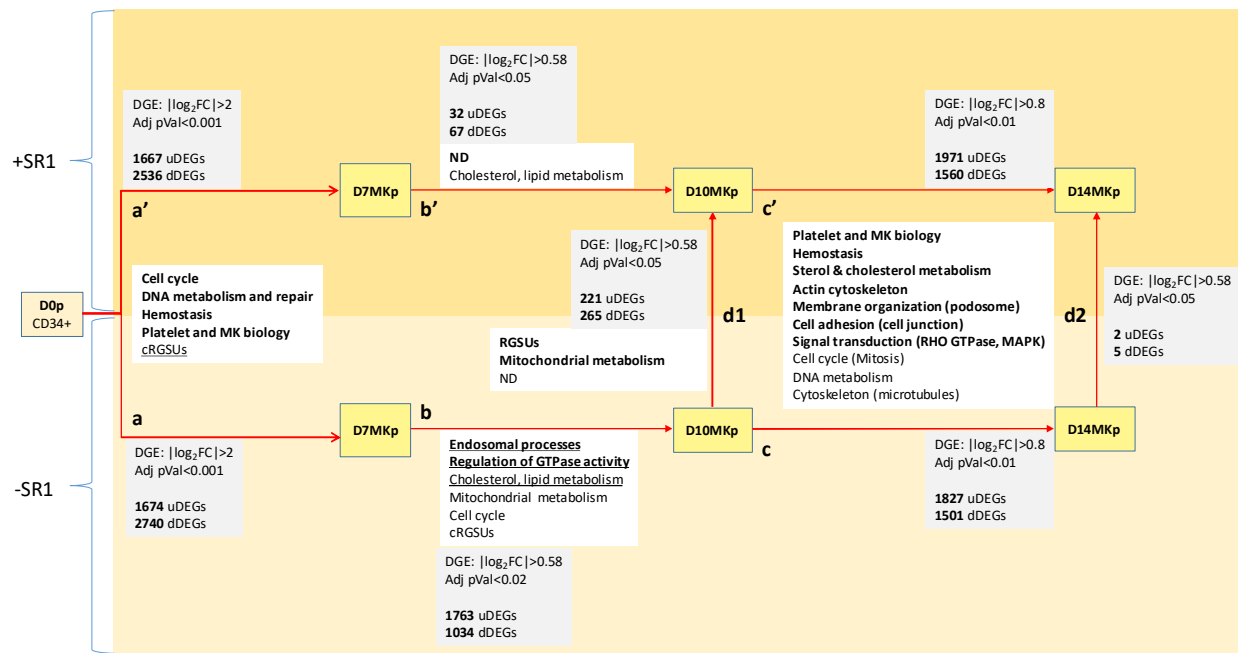 DGE: |log2FC|>0.58
Adj pVal<0.05
32 uDEGs
67 dDEGs
DGE: |log2FC|>2
Adj pVal<0.001
1667 uDEGs
2536 dDEGs
DGE: |log2FC|>0.8
Adj pVal<0.01
1971 uDEGs
1560 dDEGs
+SR1
ND
Cholesterol, lipid metabolism
D7MKp
D10MKp
D14MKp
a’
b’
c’
DGE: |log2FC|>0.58
Adj pVal<0.05
221 uDEGs
265 dDEGs
Platelet and MK biology
Hemostasis
Sterol & cholesterol metabolism
Actin cytoskeleton
Membrane organization (podosome)
Cell adhesion (cell junction)
Signal transduction (RHO GTPase, MAPK)
Cell cycle (Mitosis)
DNA metabolism
Cytoskeleton (microtubules)
DGE: |log2FC|>0.58
Adj pVal<0.05
2 uDEGs
5 dDEGs
D0p
CD34+
Cell cycle
DNA metabolism and repair
Hemostasis
Platelet and MK biology
cRGSUs
d1
d2
RGSUs
Mitochondrial metabolism
ND
a
b
c
D7MKp
D10MKp
D14MKp
-SR1
DGE: |log2FC|>2
Adj pVal<0.001
1674 uDEGs
2740 dDEGs
Endosomal processes
Regulation of GTPase activity
Cholesterol, lipid metabolism
Mitochondrial metabolism
Cell cycle
cRGSUs
DGE: |log2FC|>0.58
Adj pVal<0.02
1763 uDEGs
1034 dDEGs
DGE: |log2FC|>0.8
Adj pVal<0.01
1827 uDEGs
1501 dDEGs